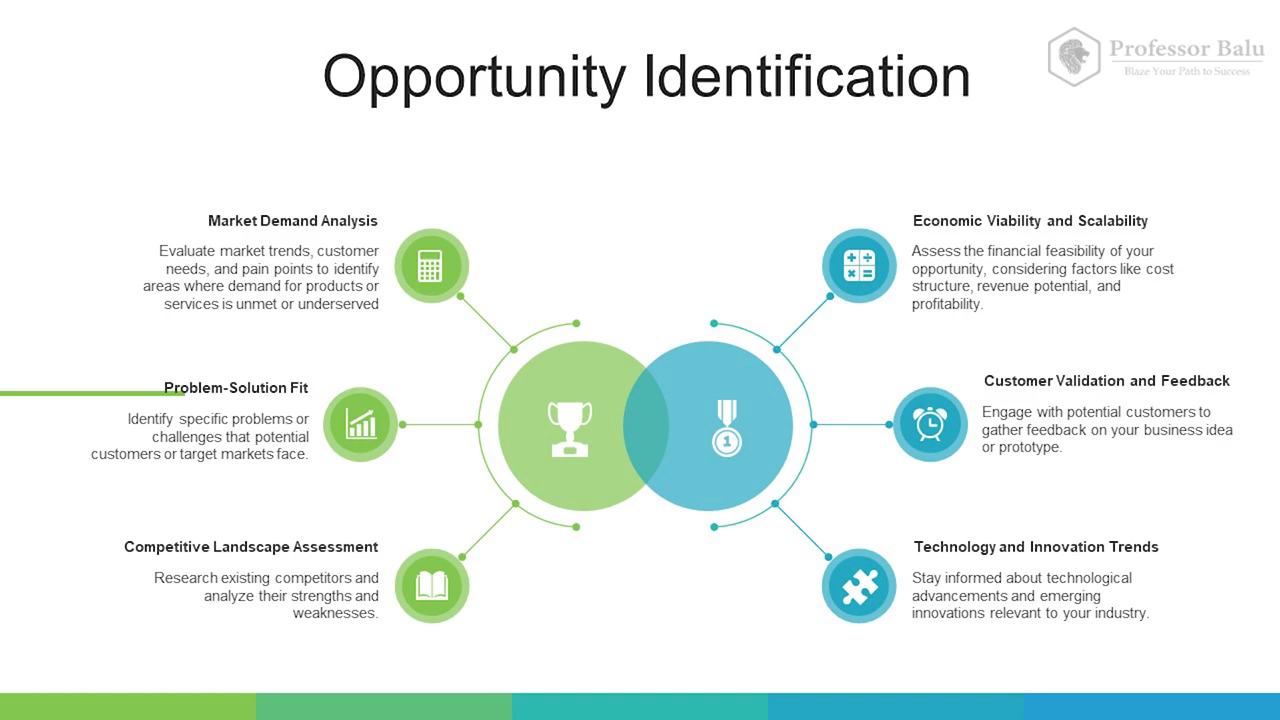 Opportunity Identification
Professor Balu
Blaze Your Path to Success
Market Demand Analysis
Evaluate market trends, customer
needs, and pain points to identify
areas where demand for products or
services is unmet or underserved
Problem-Solution Fit
Identify specific problems or
challenges that potential
customers or target markets face.
Competitive Landscape Assessment
Research existing competitors and
analyze their strengths and
weaknesses.
1
Economic Viability and Scalability
Assess the financial feasibility of your
opportunity, considering factors like cost
structure, revenue potential, and
profitability.
Customer Validation and Feedback
Engage with potential customers to
gather feedback on your business idea
or prototype.
Technology and Innovation Trends
Stay informed about technological
advancements and emerging
innovations relevant to your industry.